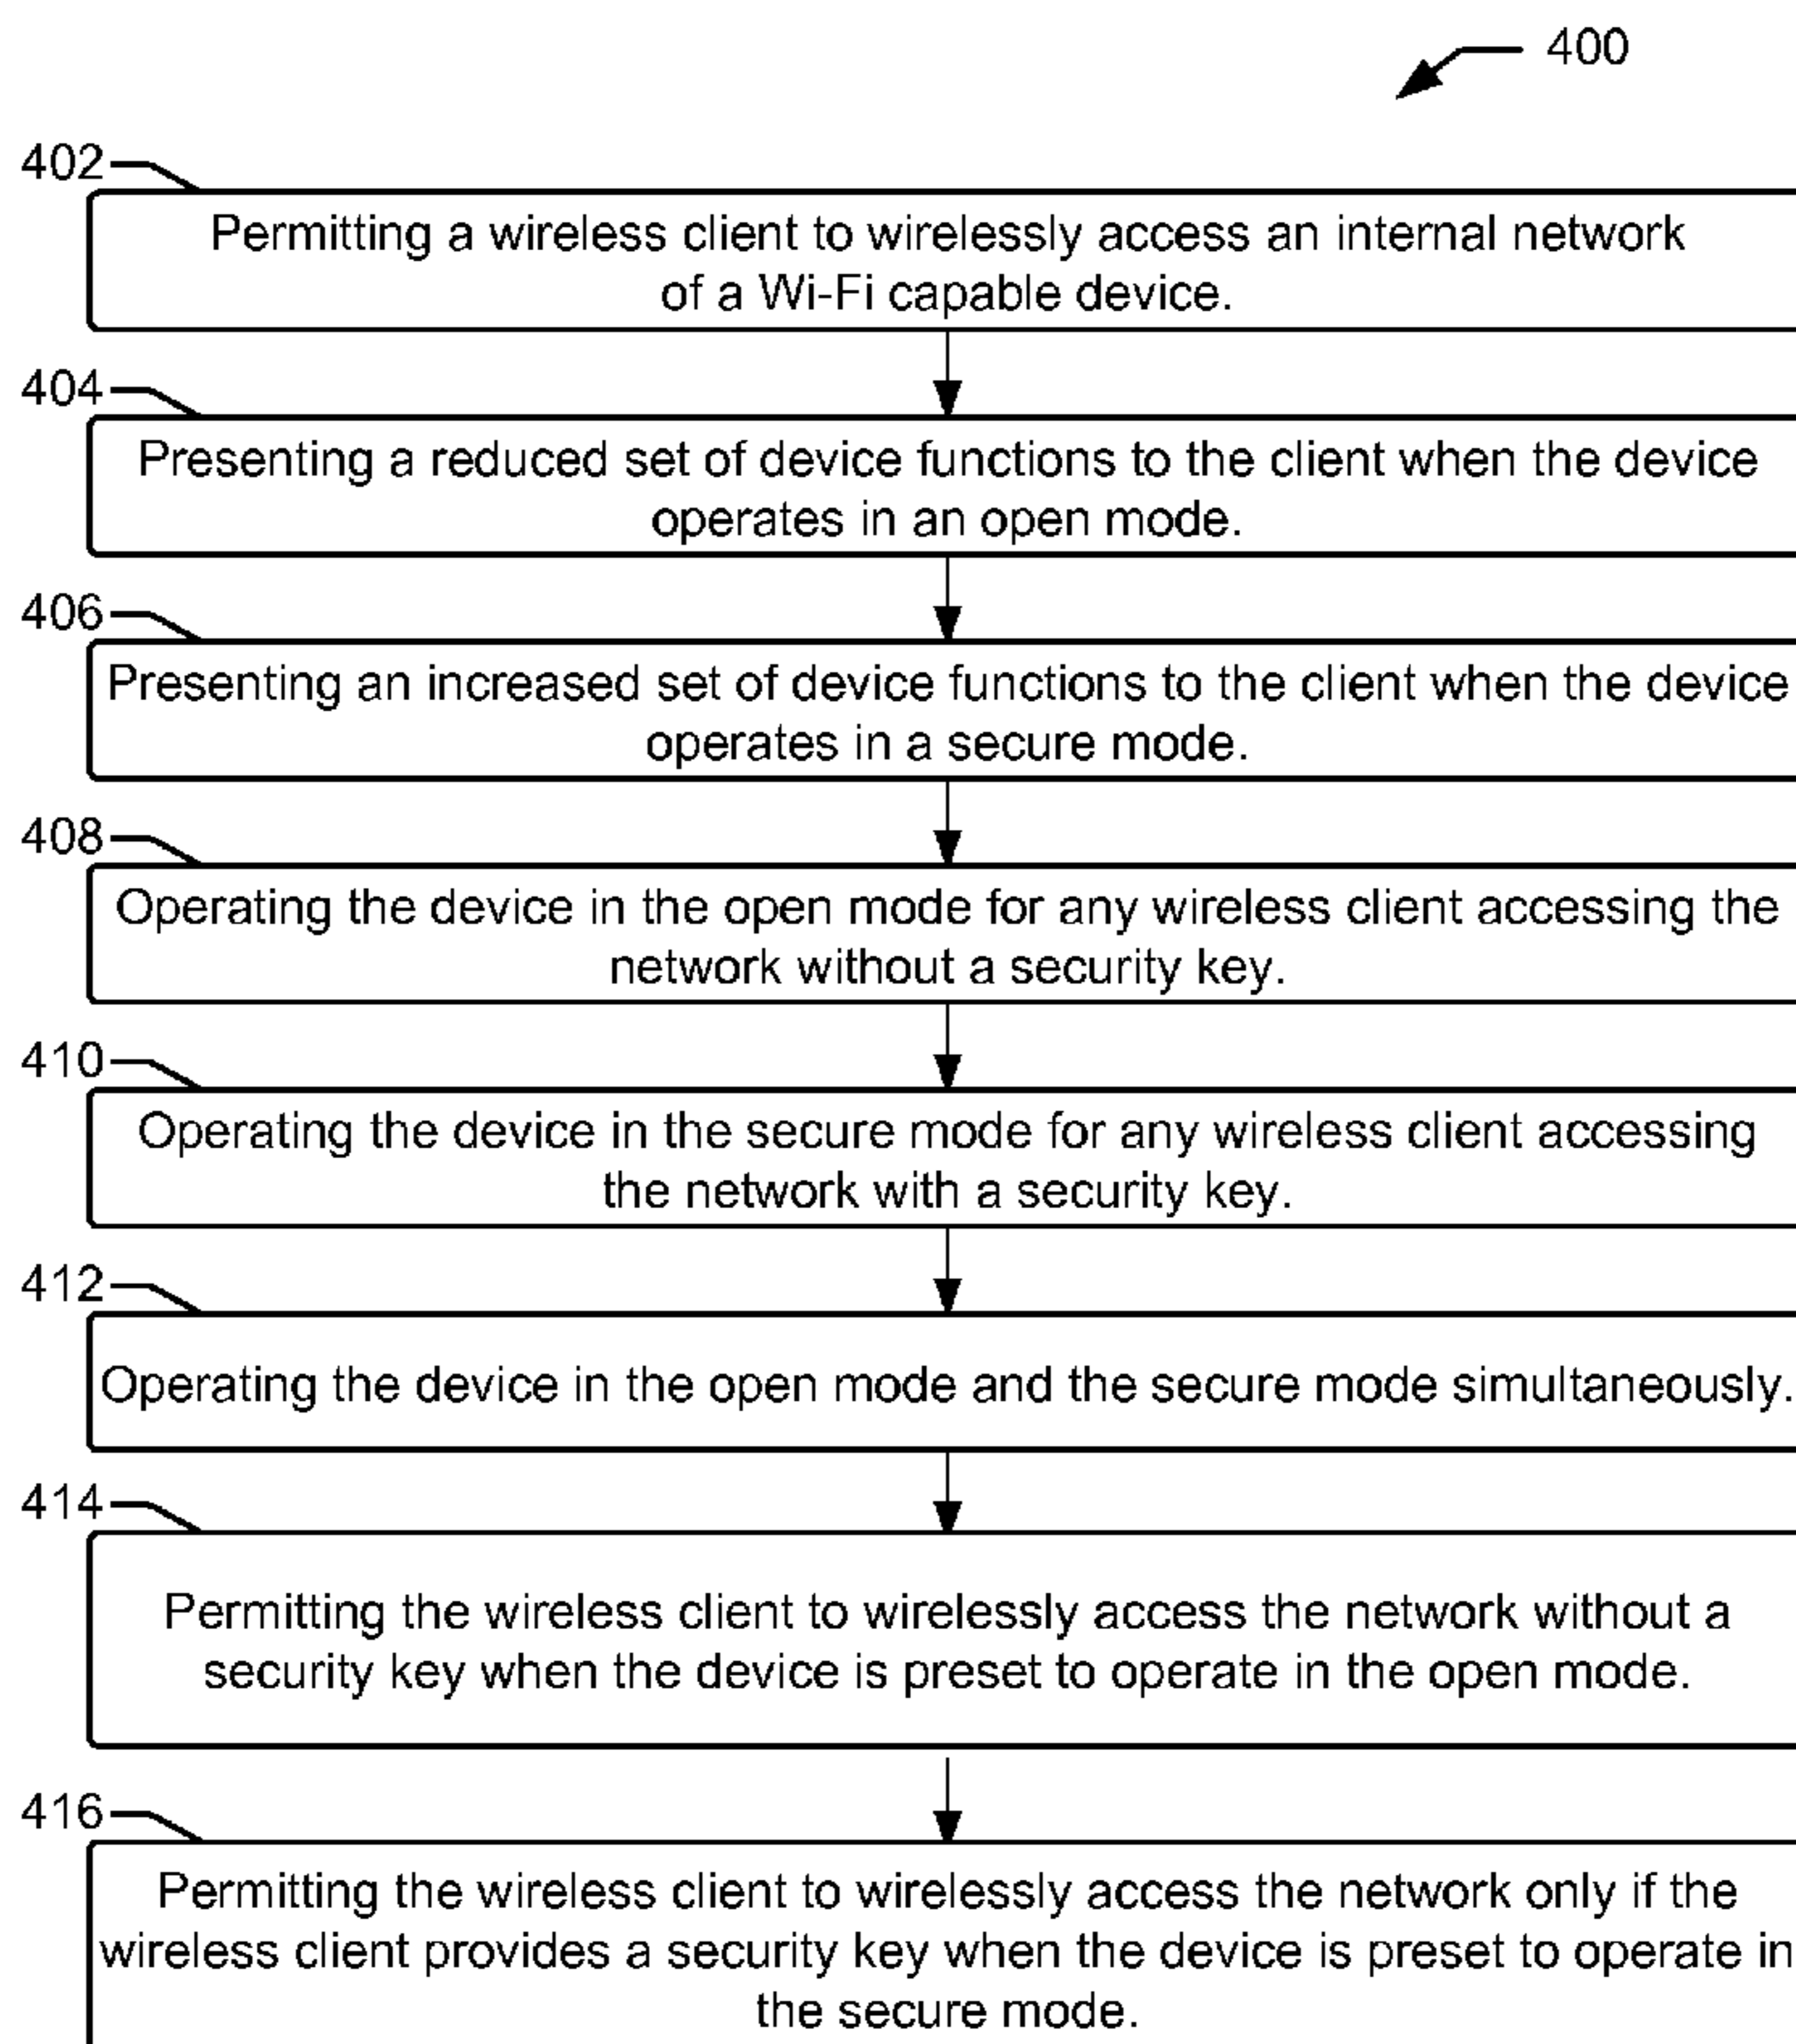 400
402
Permitting a wireless client to wirelessly access an internal network
of a Wi-Fi capable device.
404
Presenting a reduced set of device functions to the client when the device
operates in an open mode.
406
Presenting an increased set of device functions to the client when the device
operates in a secure mode.
408
Operating the device in the open mode for any wireless client accessing the
network without a security key.
410
Operating the device in the secure mode for any wireless client accessing
the network with a security key.
412
Operating the device in the open mode and the secure mode simultaneously.
414
Permitting the wireless client to wirelessly access the network without a
security key when the device is preset to operate in the open mode.
416
Permitting the wireless client to wirelessly access the network only if the
wireless client provides a security key when the device is preset to operate in
the secure mode.